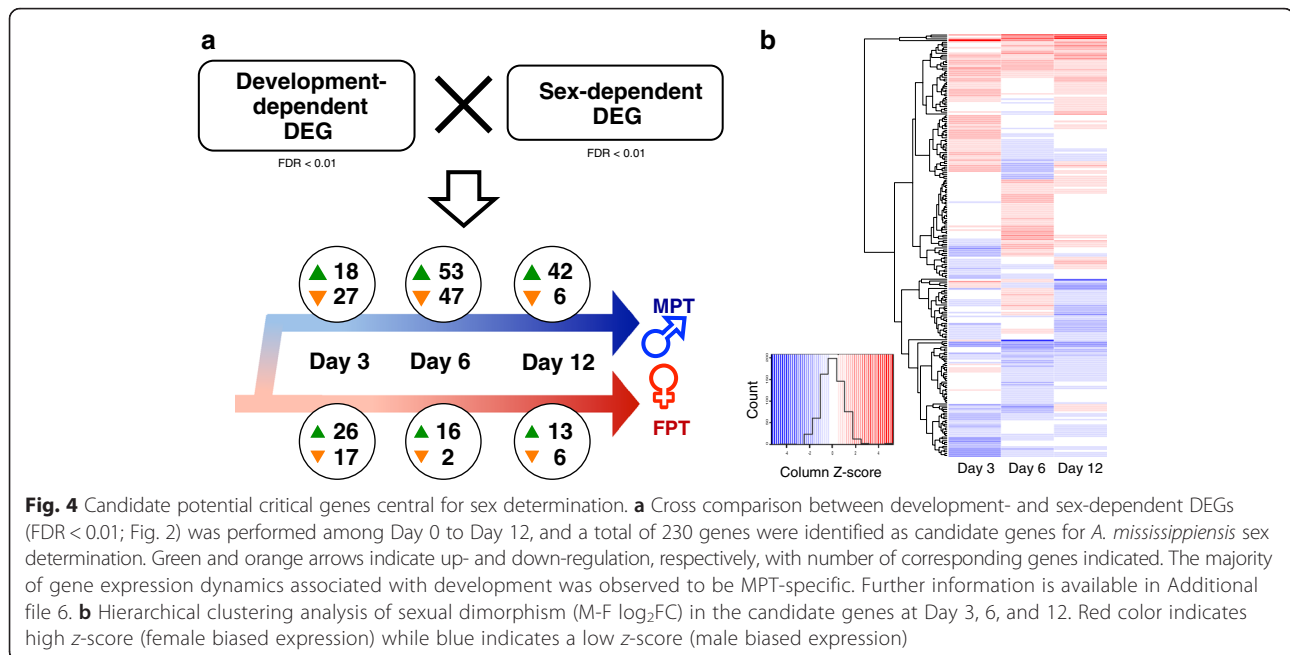 a
Development-
dependent
DEG
Sex-dependent
DEG
FDR < 0.01
FDR < 0.01
18
27
53
47
42
6
MPT
Day 3
Day 6
Day 12
FPT
26
17
16
2
13
6
b
Count
Column Z-score
Day 3
Day 6
Day 12
Fig. 4 Candidate potential critical genes central for sex determination. a Cross comparison between development- and sex-dependent DEGs
(FDR < 0.01; Fig. 2) was performed among Day 0 to Day 12, and a total of 230 genes were identified as candidate genes for A. mississippiensis sex
determination. Green and orange arrows indicate up- and down-regulation, respectively, with number of corresponding genes indicated. The majority
of gene expression dynamics associated with development was observed to be MPT-specific. Further information is available in Additional
file 6. b Hierarchical clustering analysis of sexual dimorphism (M-F log₂FC) in the candidate genes at Day 3, 6, and 12. Red color indicates
high z-score (female biased expression) while blue indicates a low z-score (male biased expression)